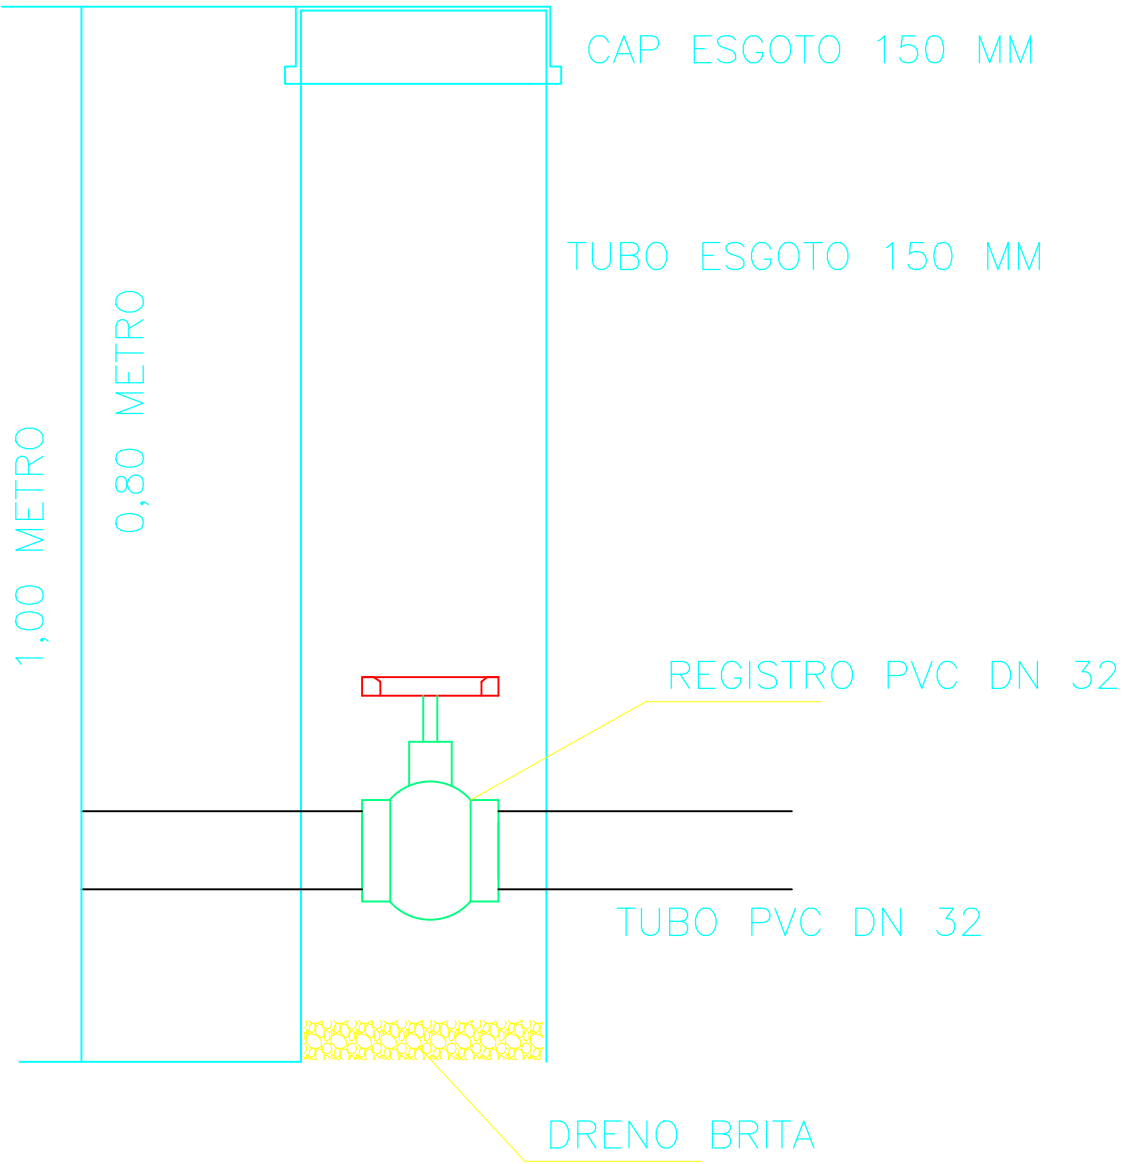 CAP ESGOTO 150 MM
TUBO ESGOTO 150 MM
0,80 METRO
1,00 METRO
REGISTRO PVC DN 32
TUBO PVC DN 32
DRENO BRITA